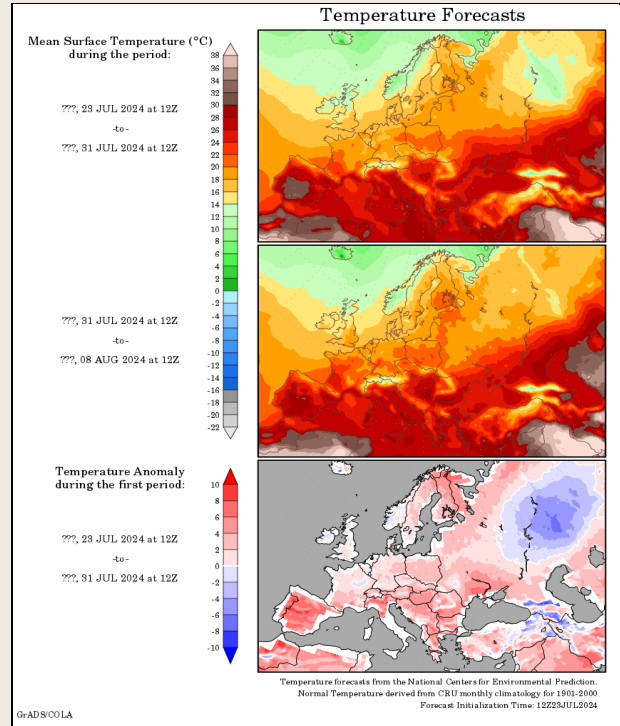 Temperature Forecasts
Mean Surface Temperature (°C)
during the period:
???, 23 JUL 2024 at 12Z
-to-
???, 31 JUL 2024 at 12Z
38
36
34
32
30
28
26
24
22
20
18
16
14
12
10
8
6
4
2
0
-2
-4
-6
-8
-10
-12
-14
-16
-18
-20
-22
???, 31 JUL 2024 at 12Z
-to-
???, 08 AUG 2024 at 12Z
Temperature Anomaly
during the first period:
???, 23 JUL 2024 at 12Z
-to-
???, 31 JUL 2024 at 12Z
10
8
6
4
2
0
-2
-4
-6
-8
-10
Temperature forecasts from the National Centers for Environmental Prediction.
Normal Temperature derived from CRU monthly climatology for 1901-2000
Forecast Initialization Time: 12Z23JUL2024
GrADS/COLA